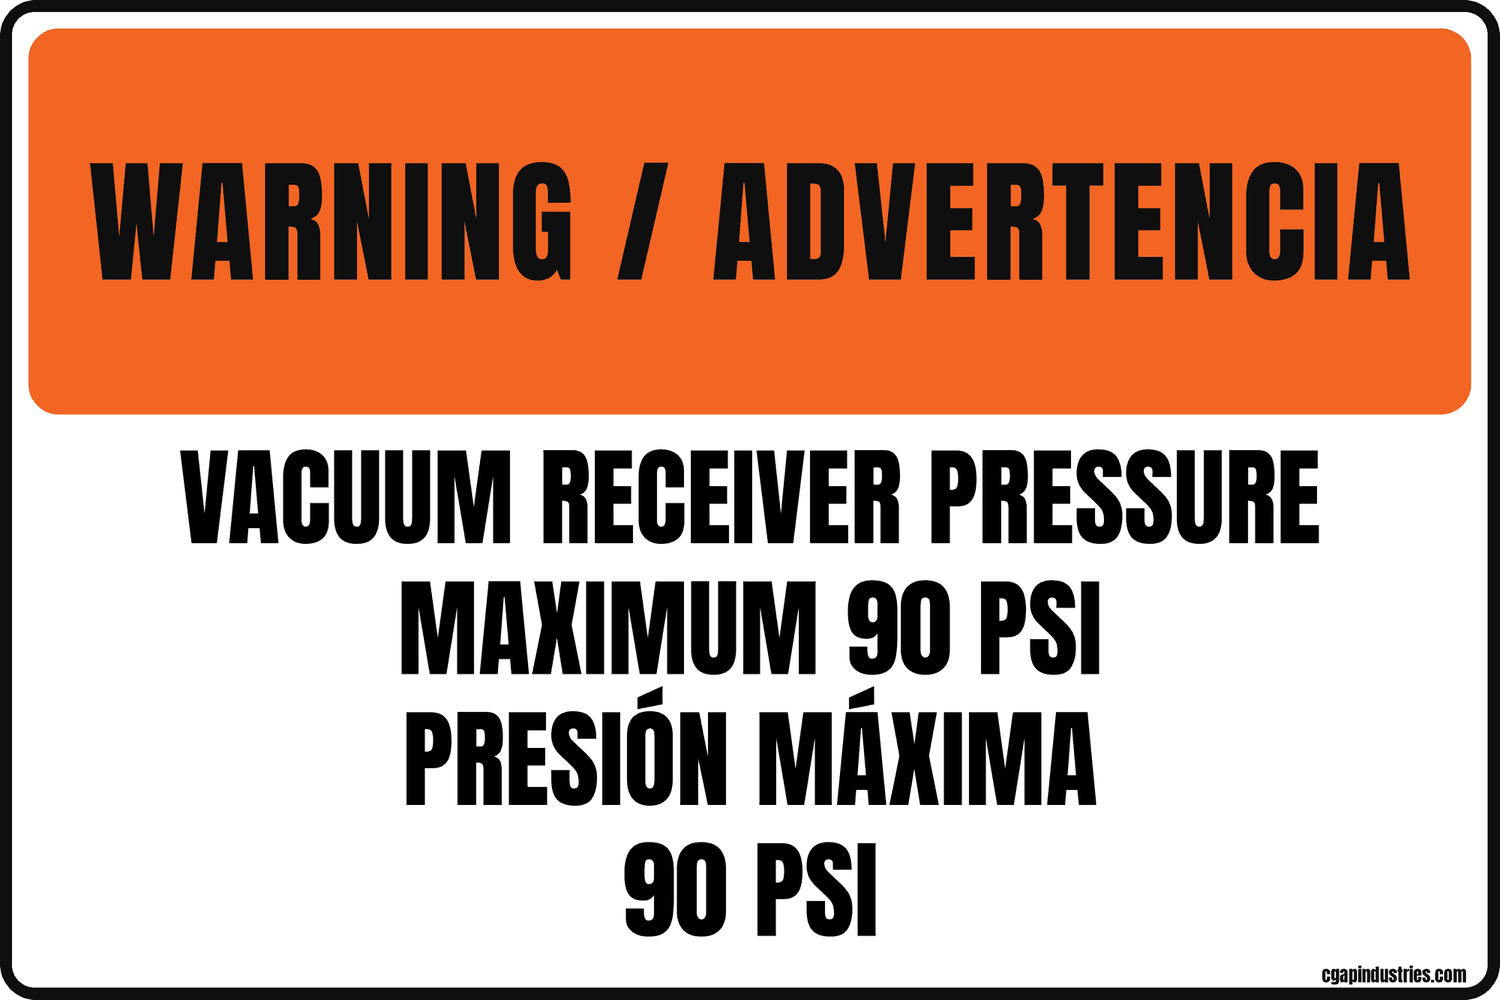 WARNING / ADVERTENCIA
VACUUM RECEIVER PRESSURE
MAXIMUM 90 PSI
PRESIÓN MÁXIMA
90 PSI
cgapindustries.com